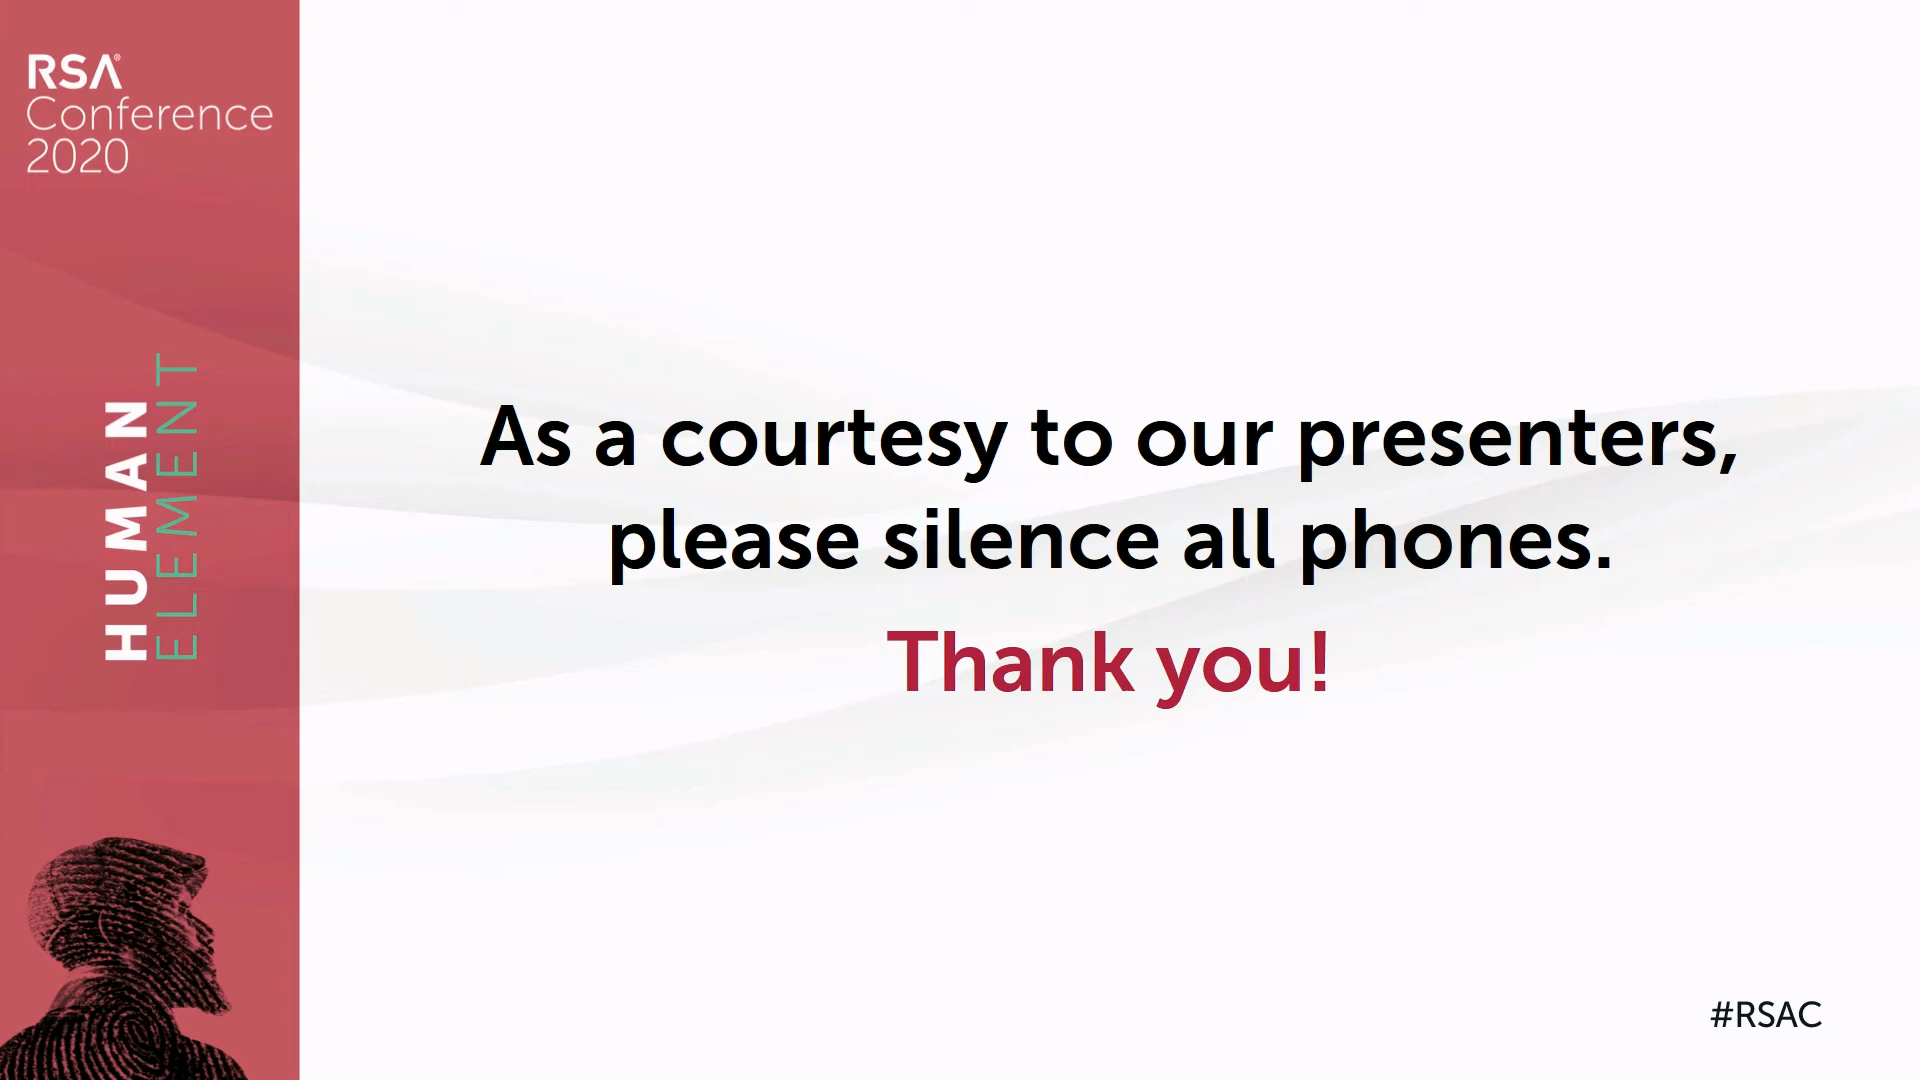 RSA®
Conference
2020
HUMAN
ELEMENT
As a courtesy to our presenters,
please silence all phones.
Thank you!
#RSAC